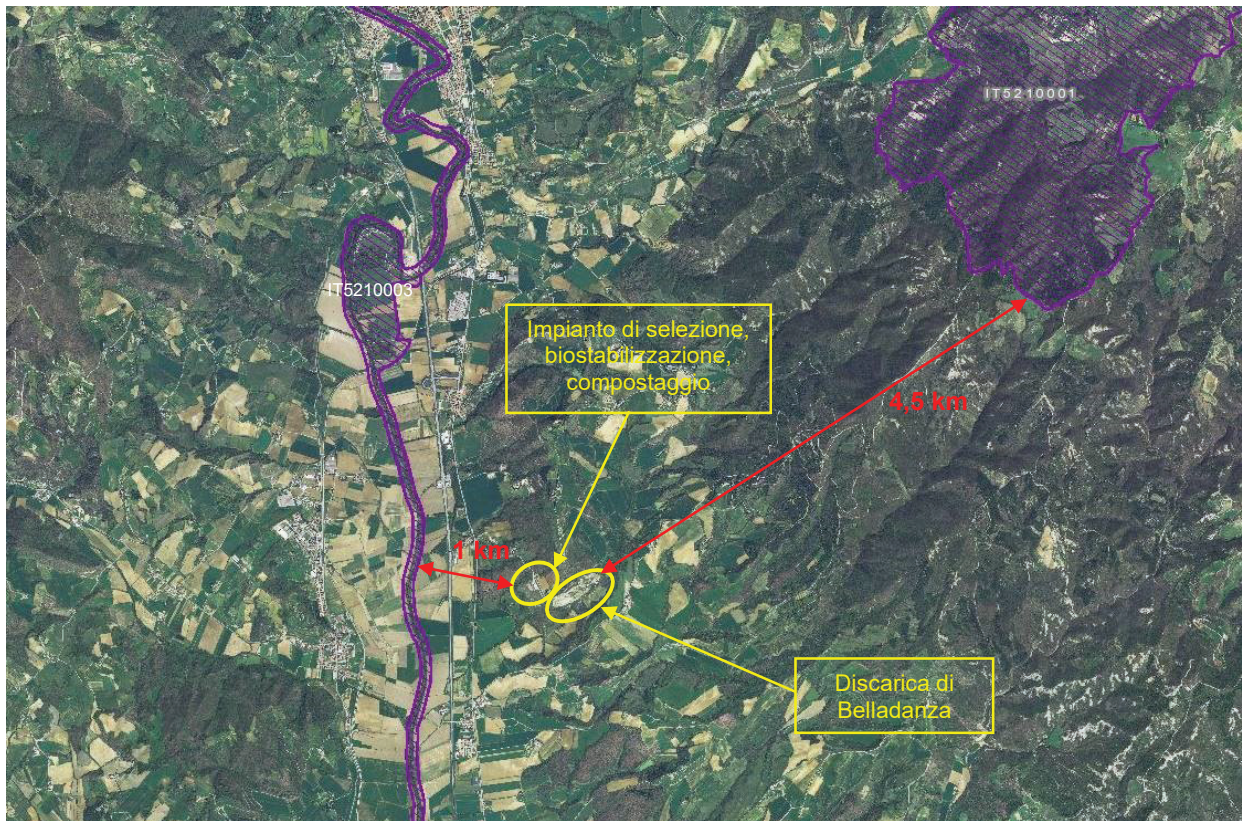 IT5210001
IT5210003
Impianto di selezione,
biostabilizzazione,
compostaggio.
4,5 km
1 km
Discarica di
Belladanza